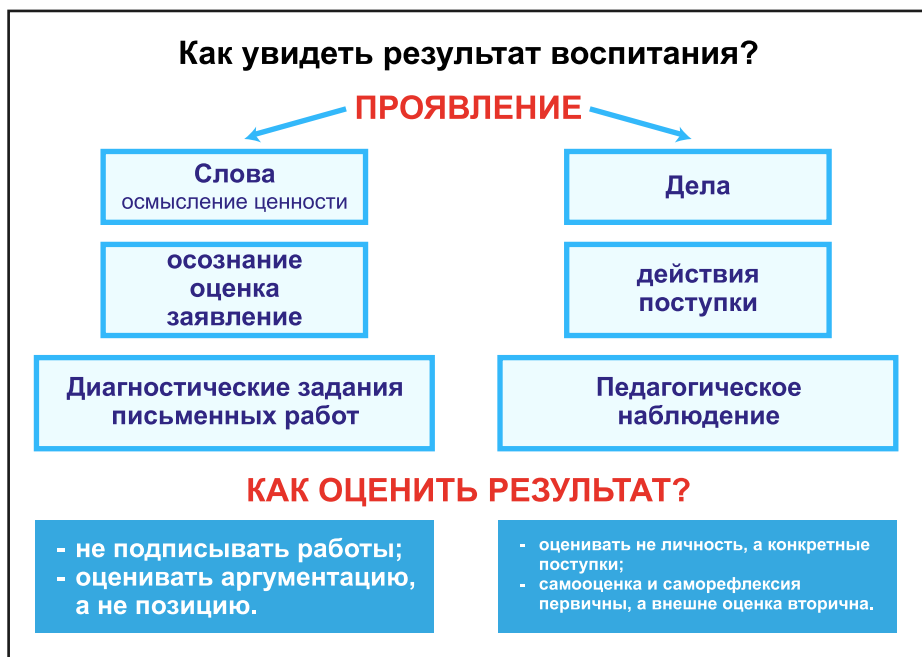 Как увидеть результат воспитания?
ПРОЯВЛЕНИЕ
Слова
осмысление ценности
осознание
оценка
заявление
Диагностические задания
письменных работ
Дела
действия
поступки
Педагогическое
наблюдение
КАК ОЦЕНИТЬ РЕЗУЛЬТАТ?
- не подписывать работы;
- оценивать аргументацию,
а не позицию.
- оценивать не личность, а конкретные
поступки;
- самооценка и саморефлексия
первичны, а внешне оценка вторична.